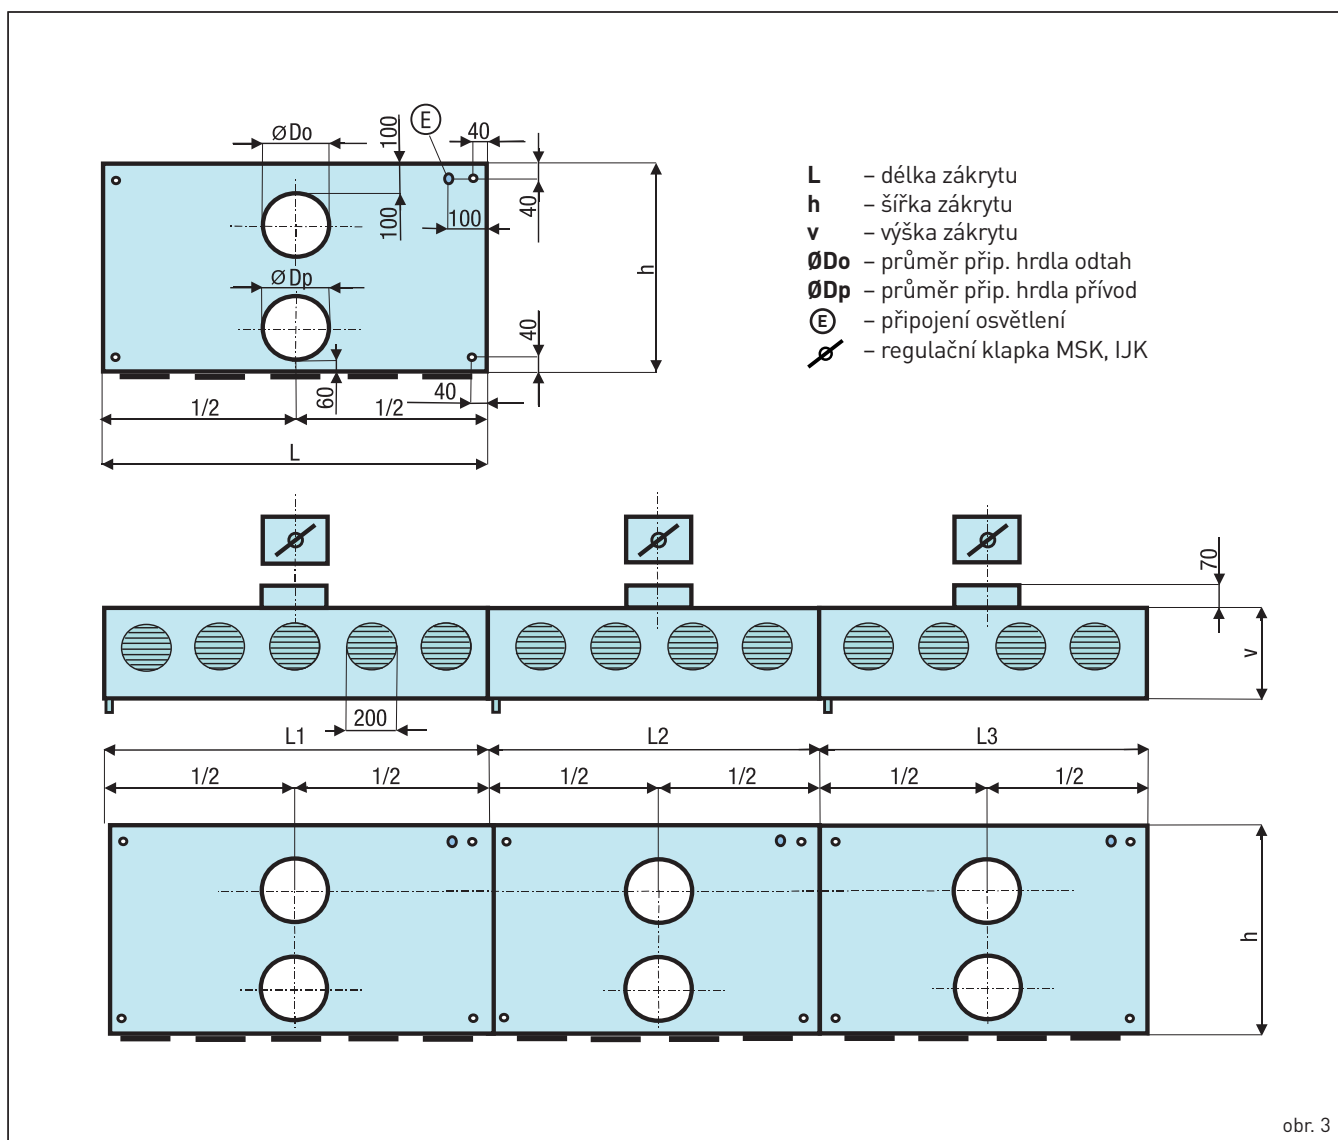 ØDo
100
E
40
100
100
40
ØDp
h
40
60
40
1/2
1/2
L
L – délka zákrytu
h – šířka zákrytu
v – výška zákrytu
ØDo – průměr přip. hrdla odtah
ØDp – průměr přip. hrdla přívod
E – připojení osvětlení
– regulační klapka MSK, IJK
70
v
200
L1
L2
L3
1/2
1/2
1/2
1/2
1/2
1/2
h
obr. 3